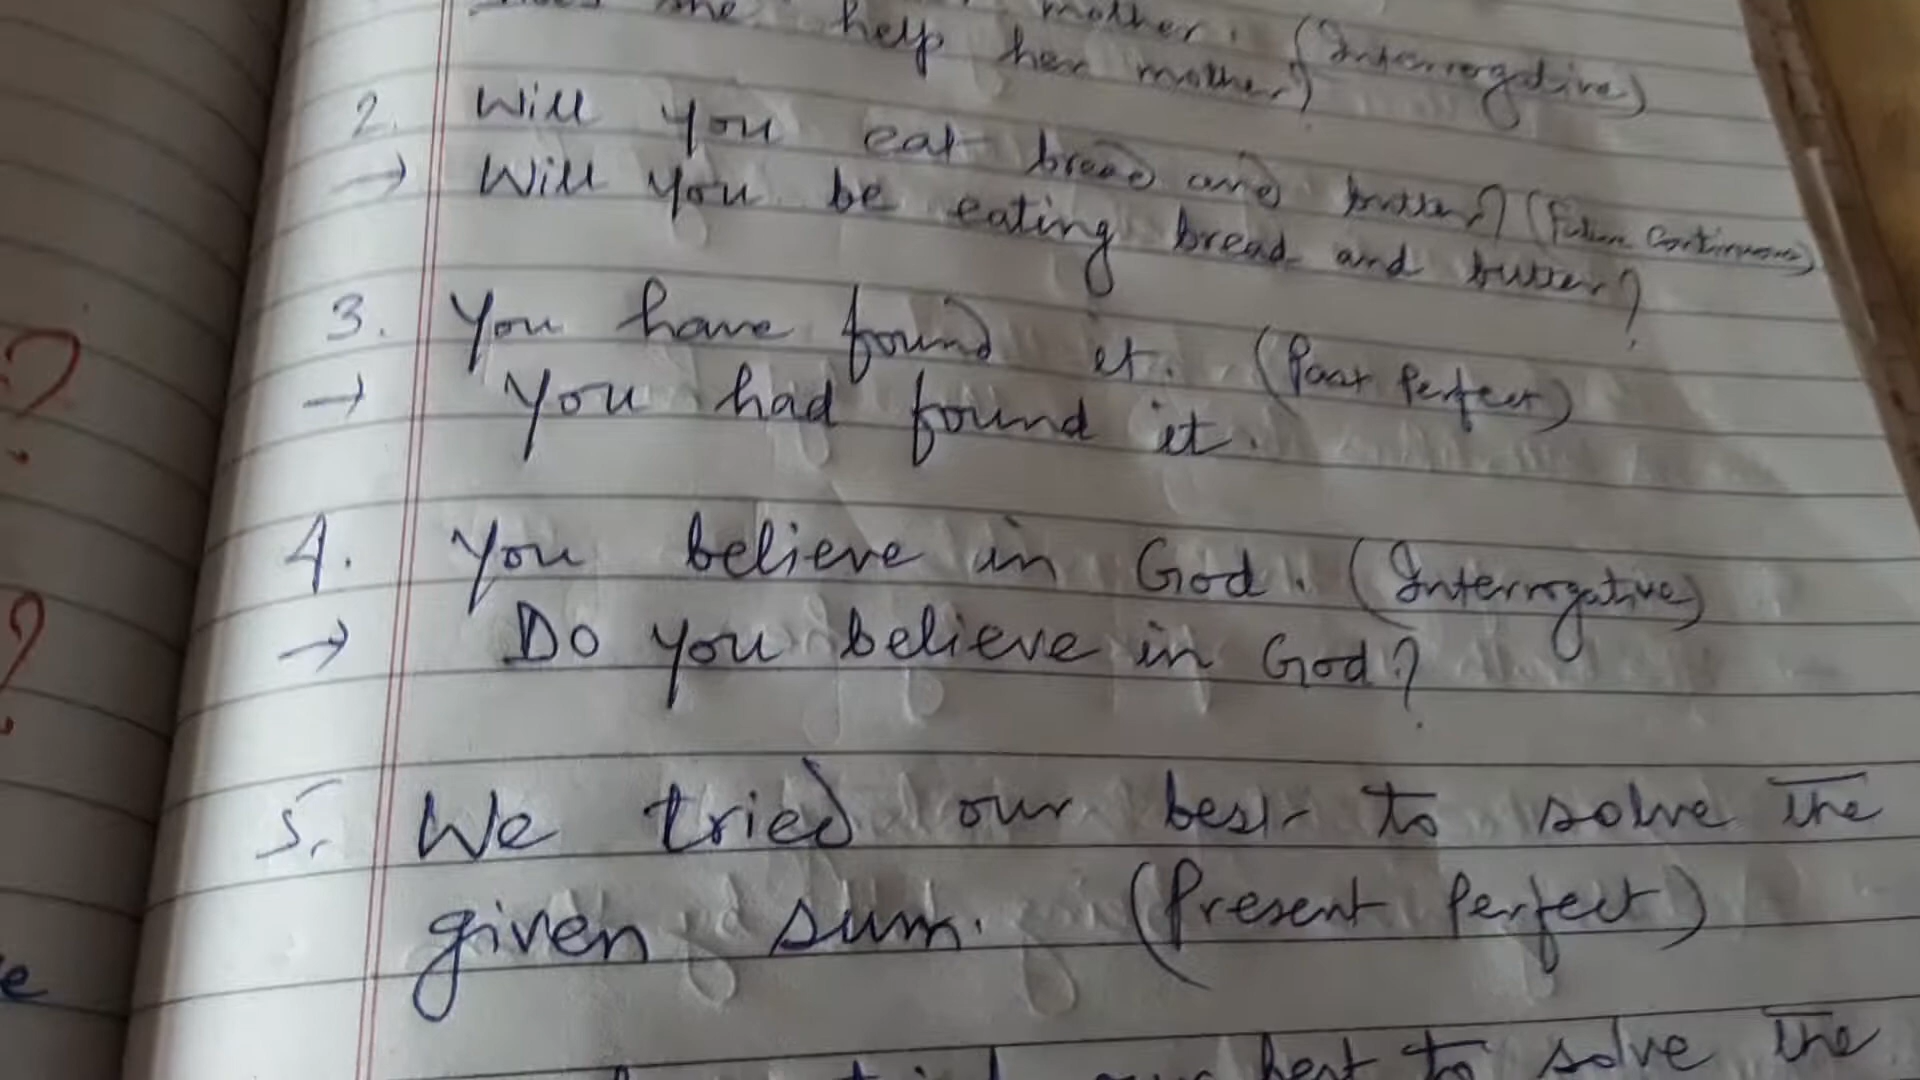 she mother. (Interrogative)
help her mother?
2. Will you eat bread and butter? (Future Continuous)
→ Will you be eating bread and butter?
3. You have found it. (Past Perfect)
→ You had found it.
4. You believe in God. (Interrogative)
→ Do you believe in God?
5. We tried our best to solve the
given sum. (Present Perfect)
best to solve the
?
?
e